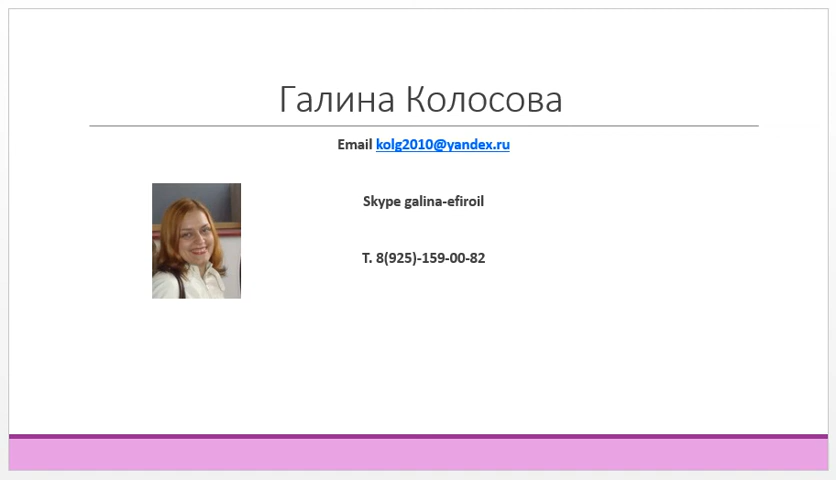 Галина Колосова
Email kolg2010@yandex.ru
Skype galina-efiroil
Т. 8(925)-159-00-82